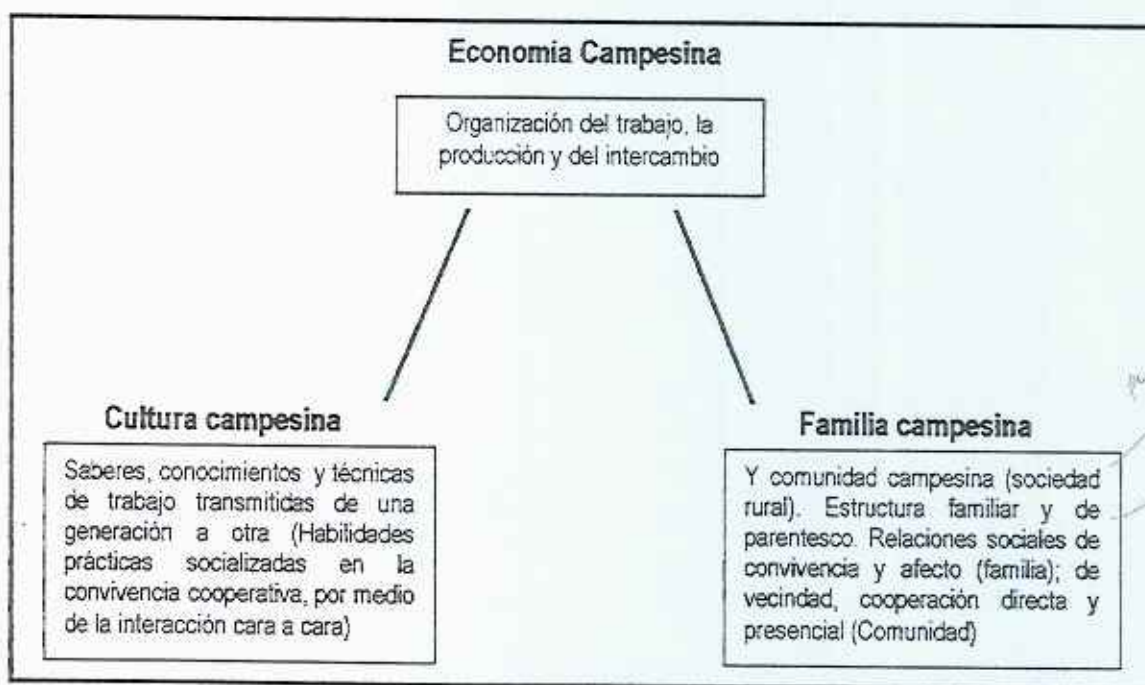 Economía Campesina
Organización del trabajo, la
producción y del intercambio
Cultura campesina
Saberes, conocimientos y técnicas
de trabajo transmitidas de una
generación a otra (Habilidades
prácticas socializadas en la
convivencia cooperativa, por medio
de la interacción cara a cara)
Familia campesina
Y comunidad campesina (sociedad
rural). Estructura familiar y de
parentesco. Relaciones sociales de
convivencia y afecto (familia); de
vecindad, cooperación directa y
presencial (Comunidad)